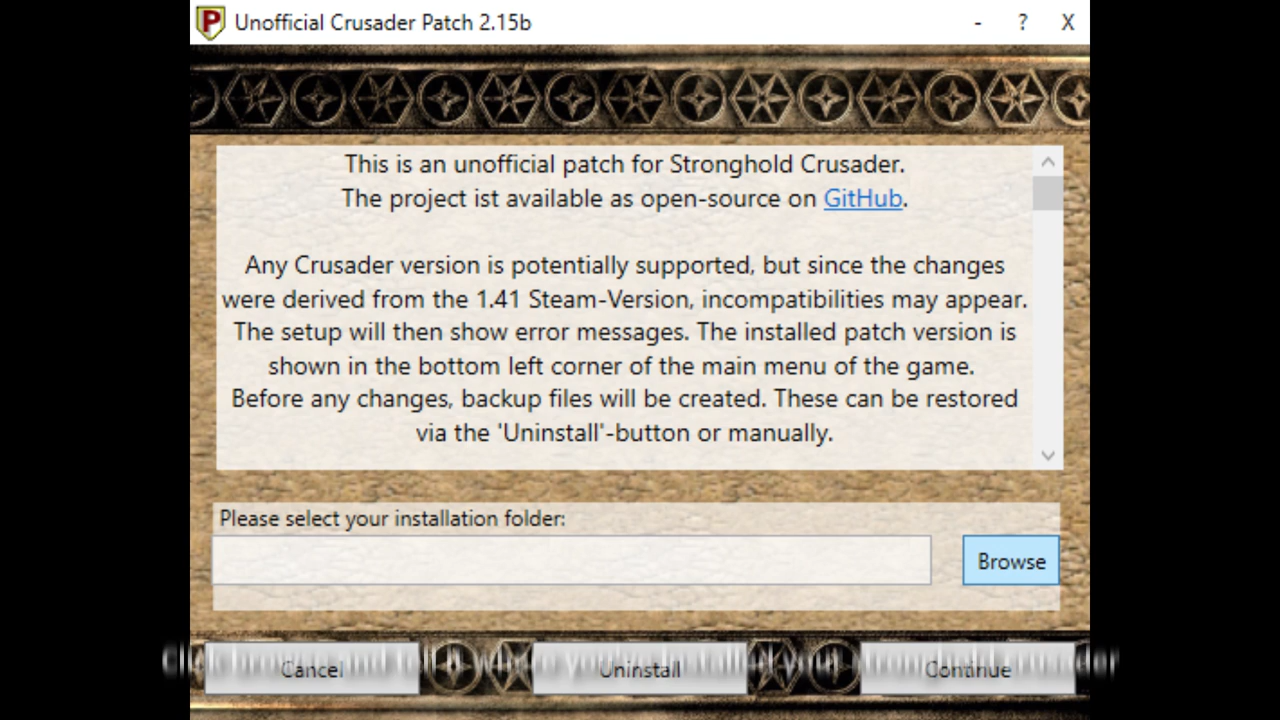 Unofficial Crusader Patch 2.15b
- ? X
This is an unofficial patch for Stronghold Crusader.
The project ist available as open-source on GitHub.
Any Crusader version is potentially supported, but since the changes
were derived from the 1.41 Steam-Version, incompatibilities may appear.
The setup will then show error messages. The installed patch version is
shown in the bottom left corner of the main menu of the game.
Before any changes, backup files will be created. These can be restored
via the 'Uninstall'-button or manually.
Please select your installation folder:
Browse
Cancel Uninstall Continue